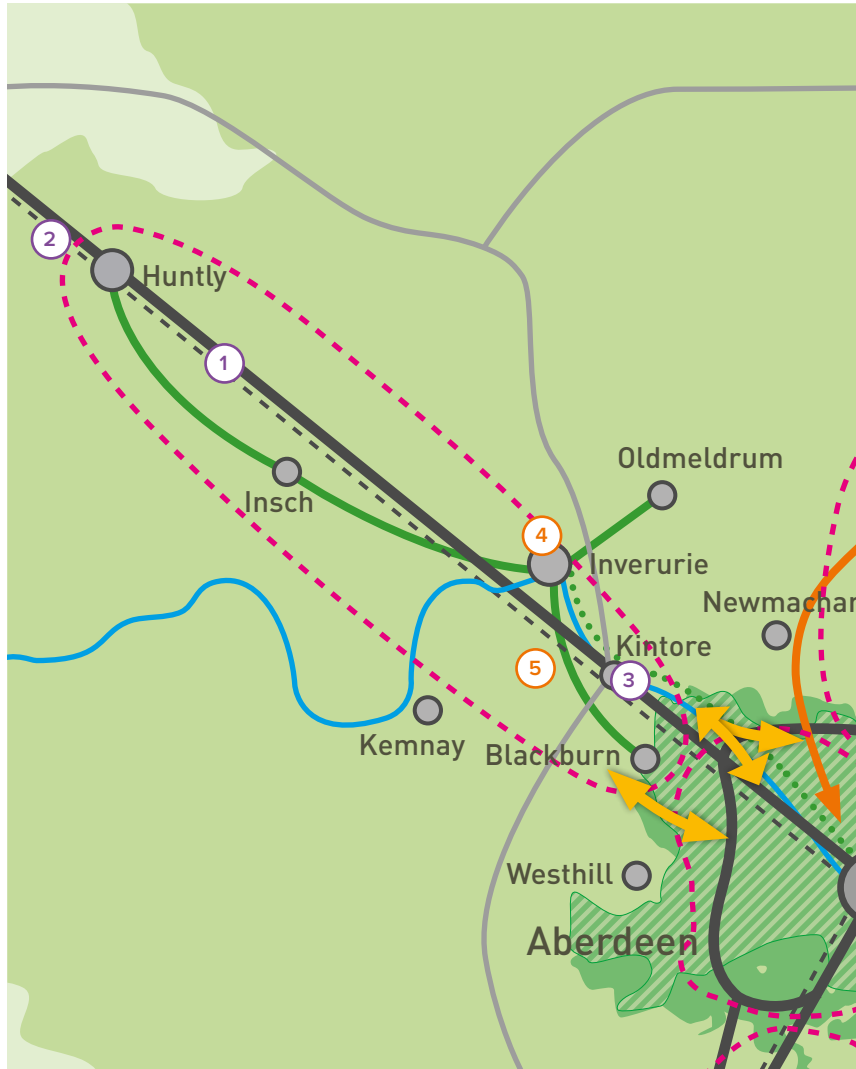 2
Huntly
1
Oldmeldrum
Insch
4
Inverurie
Newmachar
Kintore
5
3
Kemnay
Blackburn
Westhill
Aberdeen